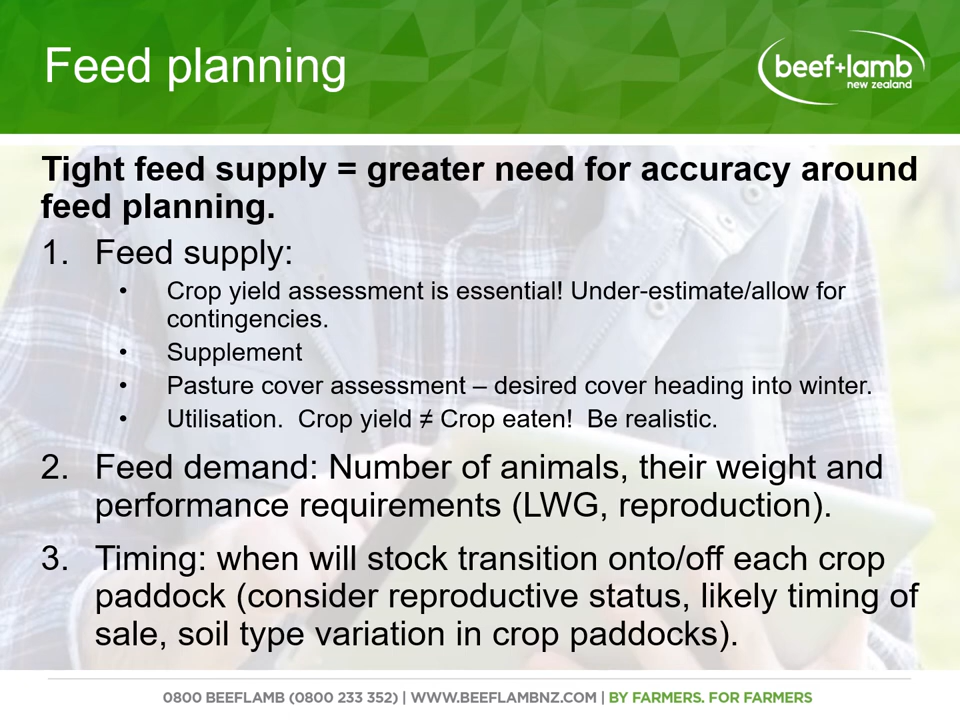 Feed planning
beef+lamb
new zealand
Tight feed supply = greater need for accuracy around
feed planning.
1. Feed supply:
• Crop yield assessment is essential! Under-estimate/allow for
contingencies.
• Supplement
• Pasture cover assessment – desired cover heading into winter.
• Utilisation.  Crop yield ≠ Crop eaten!  Be realistic.
2. Feed demand: Number of animals, their weight and
performance requirements (LWG, reproduction).
3. Timing: when will stock transition onto/off each crop
paddock (consider reproductive status, likely timing of
sale, soil type variation in crop paddocks).
0800 BEEFLAMB (0800 233 352) | WWW.BEEFLAMBNZ.COM | BY FARMERS. FOR FARMERS